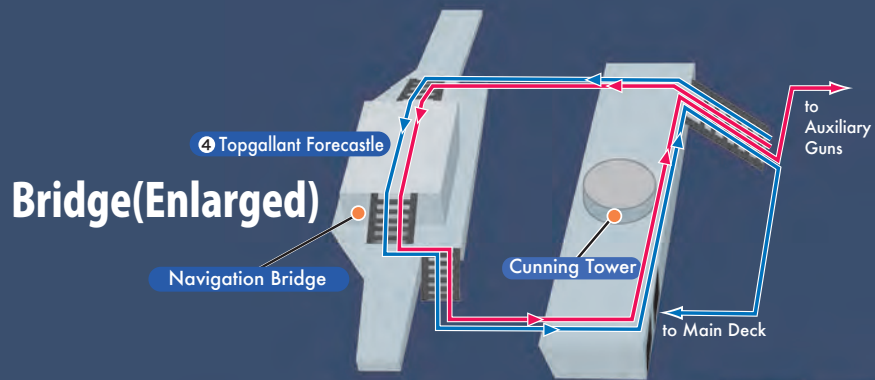 ④ Topgallant Forecastle
Bridge(Enlarged)
Navigation Bridge
Cunning Tower
to
Auxiliary
Guns
to Main Deck